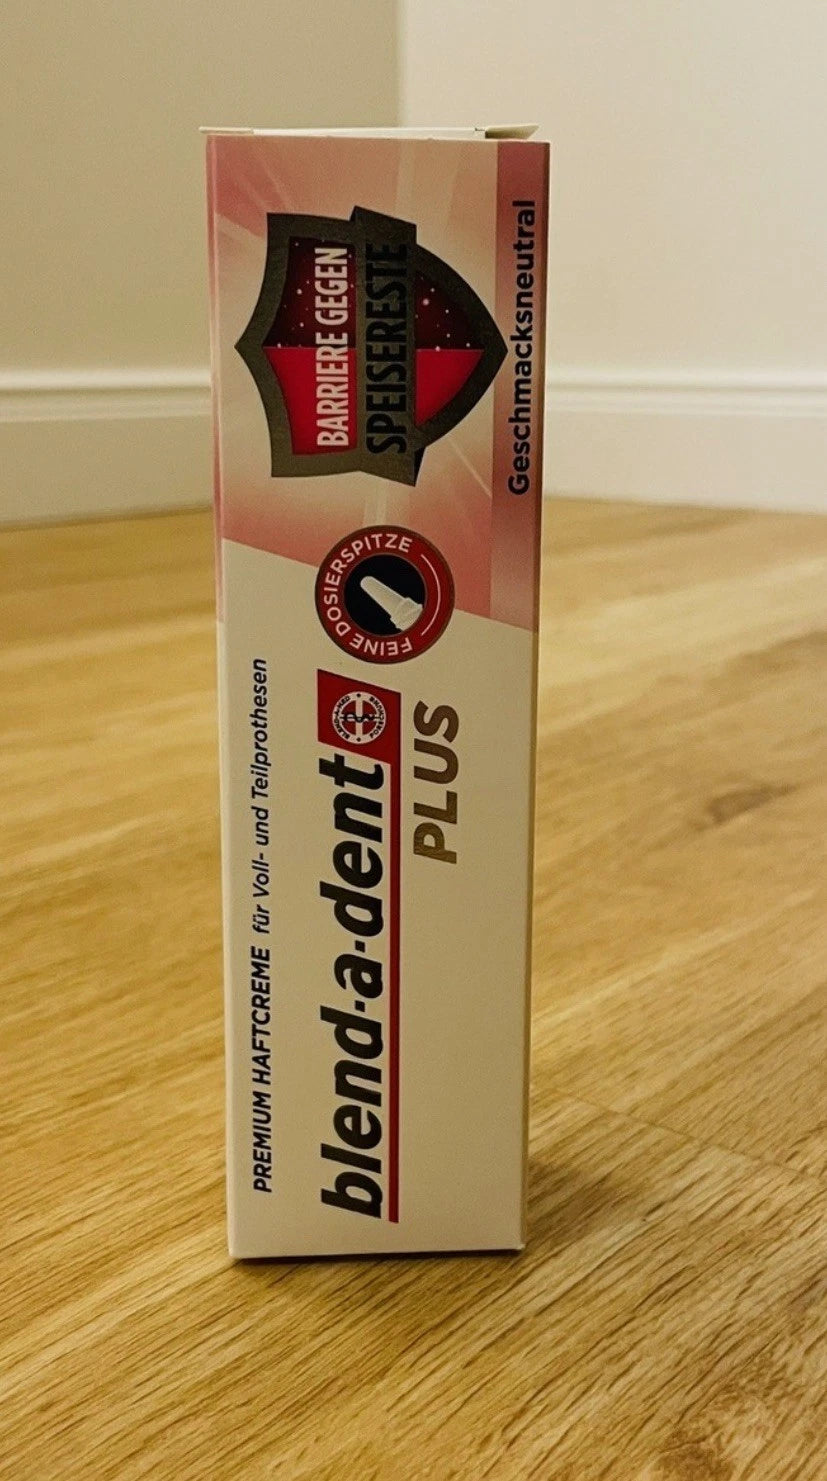 PREMIUM HAFTCREME für Voll- und Teilprothesen
blend-a-dent
PLUS
FEINE DOSIERSPITZE
BARRIERE GEGEN
SPEISERESTE
Geschmacksneutral